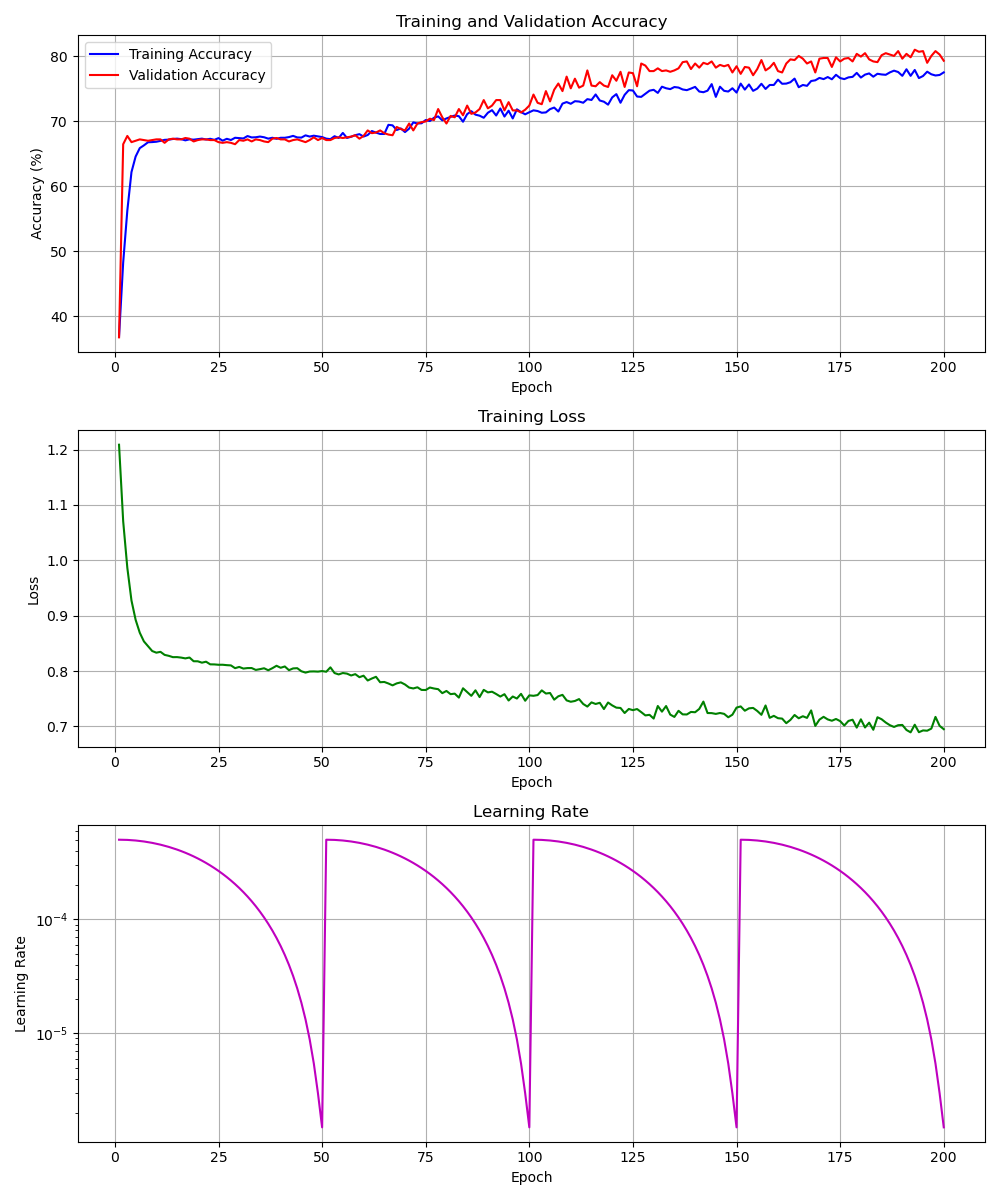 Training and Validation Accuracy
Training Accuracy
Validation Accuracy
Accuracy (%)
80
70
60
50
40
0 25 50 75 100 125 150 175 200
Epoch
Training Loss
Loss
1.2
1.1
1.0
0.9
0.8
0.7
0 25 50 75 100 125 150 175 200
Epoch
Learning Rate
Learning Rate
10⁻⁴
10⁻⁵
0 25 50 75 100 125 150 175 200
Epoch